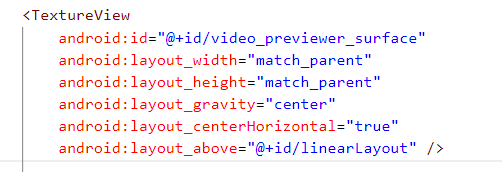 <TextureView
android:id="@+id/video_previewer_surface"
android:layout_width="match_parent"
android:layout_height="match_parent"
android:layout_gravity="center"
android:layout_centerHorizontal="true"
android:layout_above="@+id/linearLayout" />